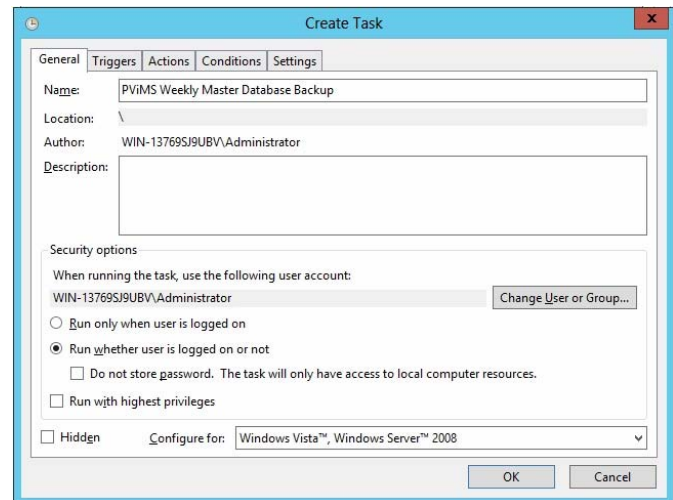 Create Task
x
General Triggers Actions Conditions Settings
Name: PViMS Weekly Master Database Backup
Location: \
Author: WIN-13769SJ9UBV\Administrator
Description:
Security options
When running the task, use the following user account:
WIN-13769SJ9UBV\Administrator Change User or Group...
Run only when user is logged on
Run whether user is logged on or not
Do not store password. The task will only have access to local computer resources.
Run with highest privileges
Hidden Configure for: Windows Vista™, Windows Server™ 2008
OK Cancel